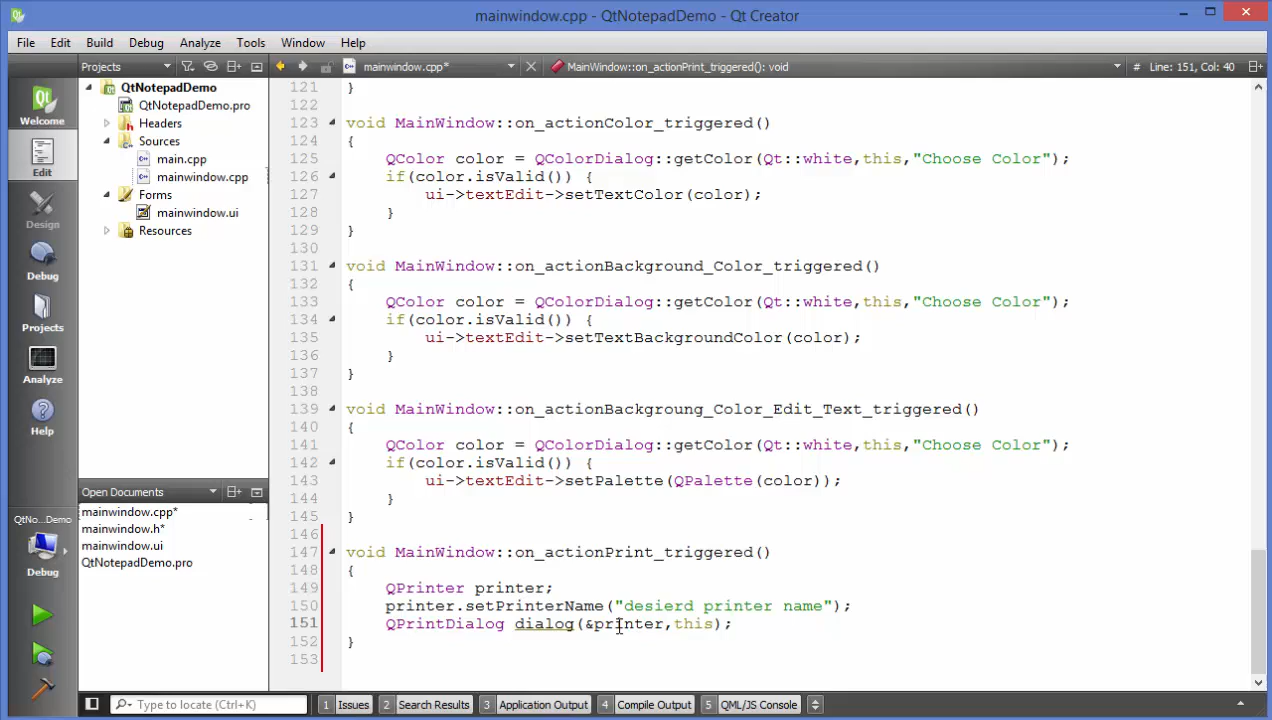 mainwindow.cpp - QtNotepadDemo - Qt Creator
File Edit Build Debug Analyze Tools Window Help
Projects mainwindow.cpp* MainWindow::on_actionPrint_triggered(): void # Line: 151, Col: 40
Welcome
Edit
Design
Debug
Projects
Analyze
Help
QtNo...Demo
Debug
QtNotepadDemo
QtNotepadDemo.pro
Headers
Sources
main.cpp
mainwindow.cpp
Forms
mainwindow.ui
Resources
Open Documents
mainwindow.cpp*
mainwindow.h*
mainwindow.ui
QtNotepadDemo.pro
121 }
122
123 void MainWindow::on_actionColor_triggered()
124 {
125 QColor color = QColorDialog::getColor(Qt::white,this,"Choose Color");
126 if(color.isValid()) {
127 ui->textEdit->setTextColor(color);
128 }
129 }
130
131 void MainWindow::on_actionBackground_Color_triggered()
132 {
133 QColor color = QColorDialog::getColor(Qt::white,this,"Choose Color");
134 if(color.isValid()) {
135 ui->textEdit->setTextBackgroundColor(color);
136 }
137 }
138
139 void MainWindow::on_actionBackgroung_Color_Edit_Text_triggered()
140 {
141 QColor color = QColorDialog::getColor(Qt::white,this,"Choose Color");
142 if(color.isValid()) {
143 ui->textEdit->setPalette(QPalette(color));
144 }
145 }
146
147 void MainWindow::on_actionPrint_triggered()
148 {
149 QPrinter printer;
150 printer.setPrinterName("desierd printer name");
151 QPrintDialog dialog(&printer,this);
152 }
153
Type to locate (Ctrl+K) 1 Issues 2 Search Results 3 Application Output 4 Compile Output 5 QML/JS Console